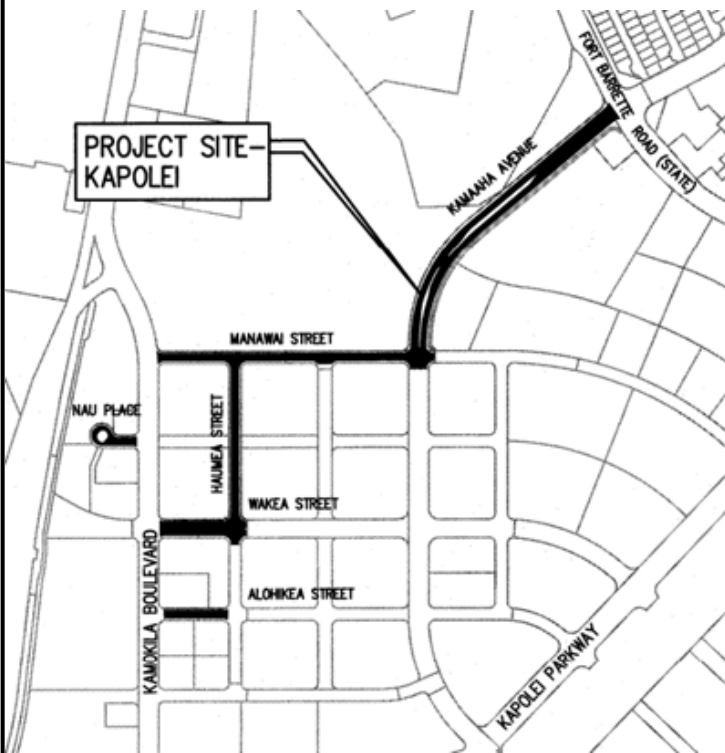 FORT BARRETTE ROAD (STATE)
PROJECT SITE-
KAPOLEI
KAMAAHA AVENUE
MANAWAI STREET
NAU PLACE
HAUMEA STREET
WAKEA STREET
KAMOKILA BOULEVARD
ALOHIKEA STREET
KAPOLEI PARKWAY